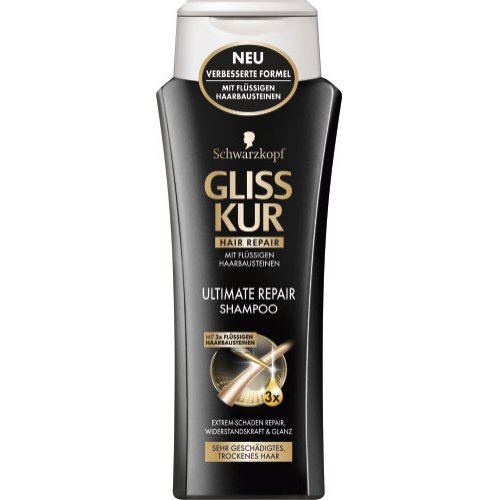 NEU
VERBESSERTE FORMEL
MIT FLÜSSIGEN
HAARBAUSTEINEN
Schwarzkopf
GLISS
KUR
HAIR REPAIR
MIT FLÜSSIGEN
HAARBAUSTEINEN
ULTIMATE REPAIR
SHAMPOO
MIT 3x FLÜSSIGEN
HAARBAUSTEINEN
3x
EXTREM-SCHADEN REPAIR,
WIDERSTANDSKRAFT & GLANZ
SEHR GESCHÄDIGTES,
TROCKENES HAAR